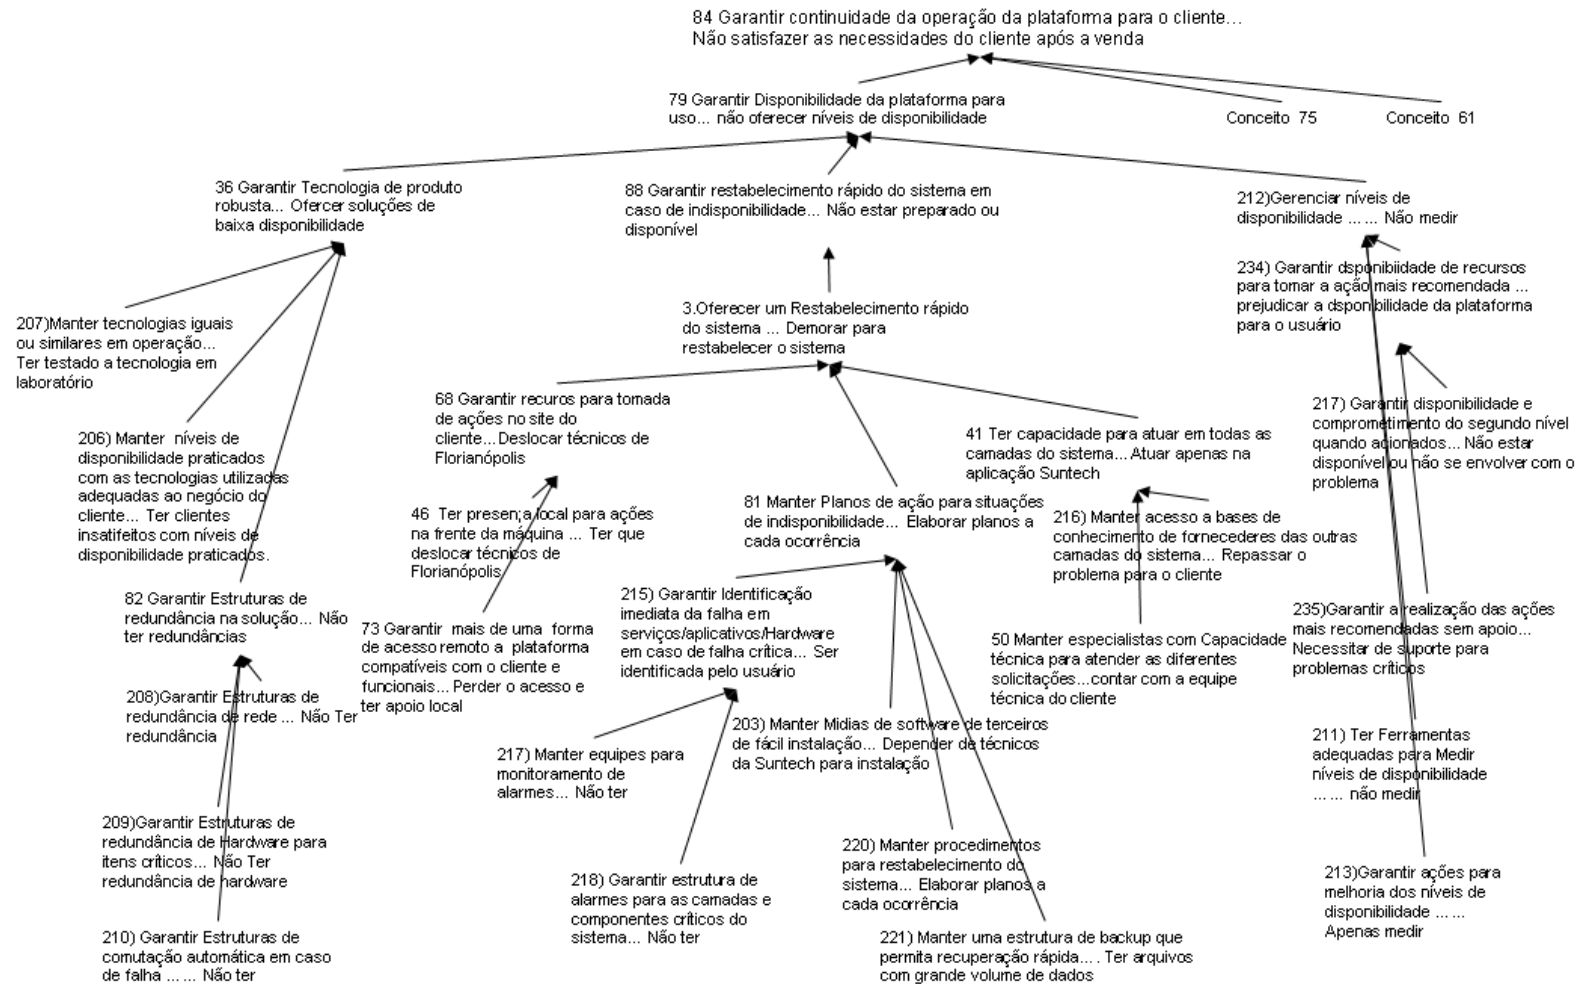 84 Garantir continuidade da operação da plataforma para o cliente...
Não satisfazer as necessidades do cliente após a venda
79 Garantir Disponibilidade da plataforma para
uso... não oferecer níveis de disponibilidade
Conceito 75
Conceito 61
36 Garantir Tecnologia de produto
robusta... Ofercer soluções de
baixa disponibilidade
88 Garantir restabelecimento rápido do sistema em
caso de indisponibilidade... Não estar preparado ou
disponível
212)Gerenciar níveis de
disponibilidade ...... Não medir
234) Garantir dsponibiidade de recursos
para tomar a ação mais recomendada ...
prejudicar a dsponibilidade da plataforma
para o usuário
207)Manter tecnologias iguais
ou similares em operação...
Ter testado a tecnologia em
laboratório
3.Oferecer um Restabelecimento rápido
do sistema ... Demorar para
restabelecer o sistema
68 Garantir recuros para tomada
de ações no site do
cliente...Deslocar técnicos de
Florianópolis
217) Garantir disponibilidade e
comprometimento do segundo nível
quando acionados... Não estar
disponível ou não se envolver com o
problema
206) Manter níveis de
disponibilidade praticados
com as tecnologias utilizadas
adequadas ao negócio do
cliente... Ter clientes
insatifeitos com níveis de
disponibilidade praticados.
41 Ter capacidade para atuar em todas as
camadas do sistema...Atuar apenas na
aplicação Suntech
46 Ter presença local para ações
na frente da máquina ... Ter que
deslocar técnicos de
Florianópolis
81 Manter Planos de ação para situações
de indisponibilidade... Elaborar planos a
cada ocorrência
216) Manter acesso a bases de
conhecimento de fornecederes das outras
camadas do sistema... Repassar o
problema para o cliente
82 Garantir Estruturas de
redundância na solução... Não
ter redundâncias
73 Garantir mais de uma forma
de acesso remoto a plataforma
compatíveis com o cliente e
funcionais... Perder o acesso e
ter apoio local
215) Garantir Identificação
imediata da falha em
serviços/aplicativos/Hardware
em caso de falha crítica... Ser
identificada pelo usuário
50 Manter especialistas com Capacidade
técnica para atender as diferentes
solicitações...contar com a equipe
técnica do cliente
235)Garantir a realização das ações
mais recomendadas sem apoio...
Necessitar de suporte para
problemas críticos
208)Garantir Estruturas de
redundância de rede ... Não Ter
redundância
203) Manter Midias de software de terceiros
de fácil instalação... Depender de técnicos
da Suntech para instalação
217) Manter equipes para
monitoramento de
alarmes... Não ter
211) Ter Ferramentas
adequadas para Medir
níveis de disponibilidade
...... não medir
209)Garantir Estruturas de
redundância de Hardware para
itens críticos... Não Ter
redundância de hardware
220) Manter procedimentos
para restabelecimento do
sistema... Elaborar planos a
cada ocorrência
218) Garantir estrutura de
alarmes para as camadas e
componentes críticos do
sistema... Não ter
213)Garantir ações para
melhoria dos níveis de
disponibilidade ......
Apenas medir
210) Garantir Estruturas de
comutação automática em caso
de falha ...... Não ter
221) Manter uma estrutura de backup que
permita recuperação rápida.... Ter arquivos
com grande volume de dados